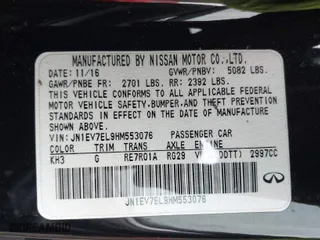 MANUFACTURED BY NISSAN MOTOR CO.,LTD.
DATE: 11/16 GVWR/PNBV: 5082 LBS.
GAWR/PNBE FR: 2701 LBS. RR: 2392 LBS.
THIS VEHICLE CONFORMS TO ALL APPLICABLE
FEDERAL MOTOR VEHICLE SAFETY, BUMPER, AND THEFT PREVENTION
STANDARDS IN EFFECT ON THE DATE OF MANUFACTURE
SHOWN ABOVE.
JN1EV7EL9HM553076 PASSENGER CAR
COLOR TRIM TRANS AXLE ENGINE
KH3 G RE7R01A RG29 2997CC
JN1EV7EL9HM553076